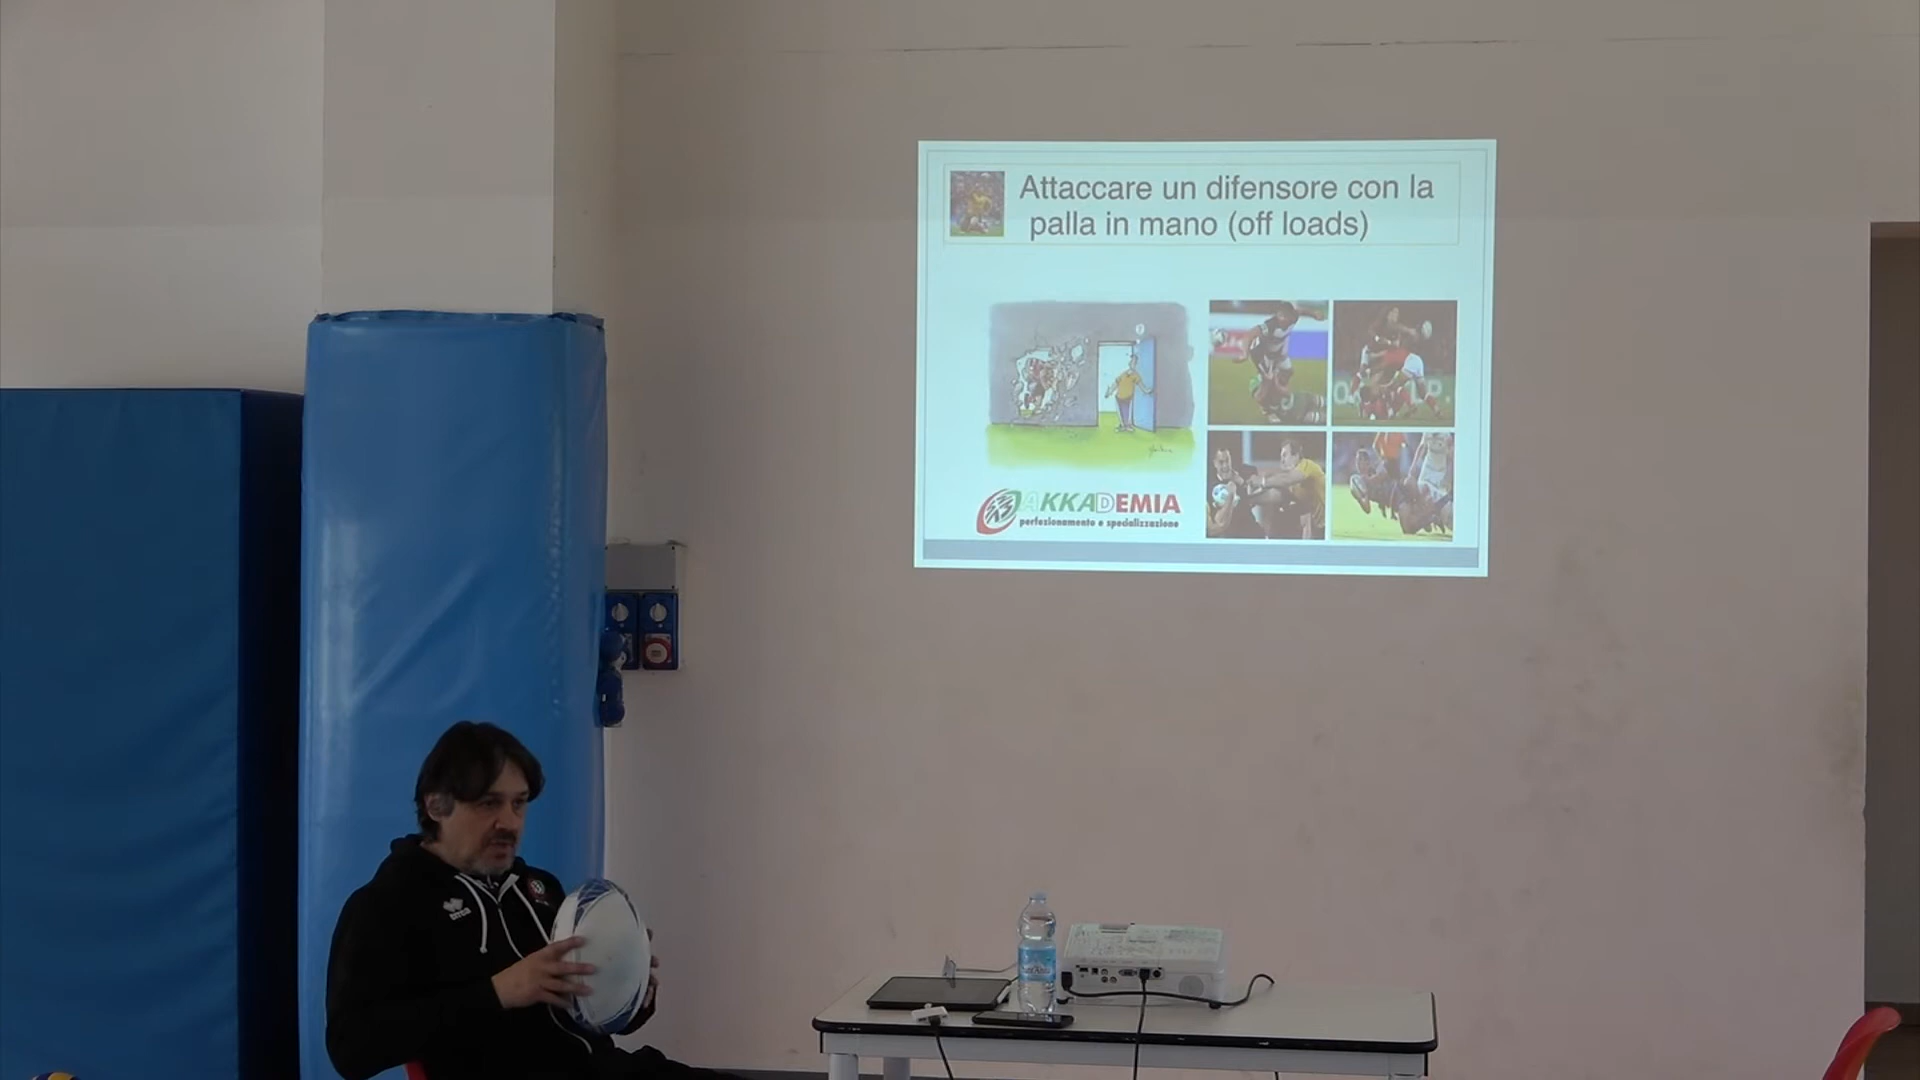 Attaccare un difensore con la
palla in mano (off loads)
AKKADEMIA
perfezionamento e specializzazione